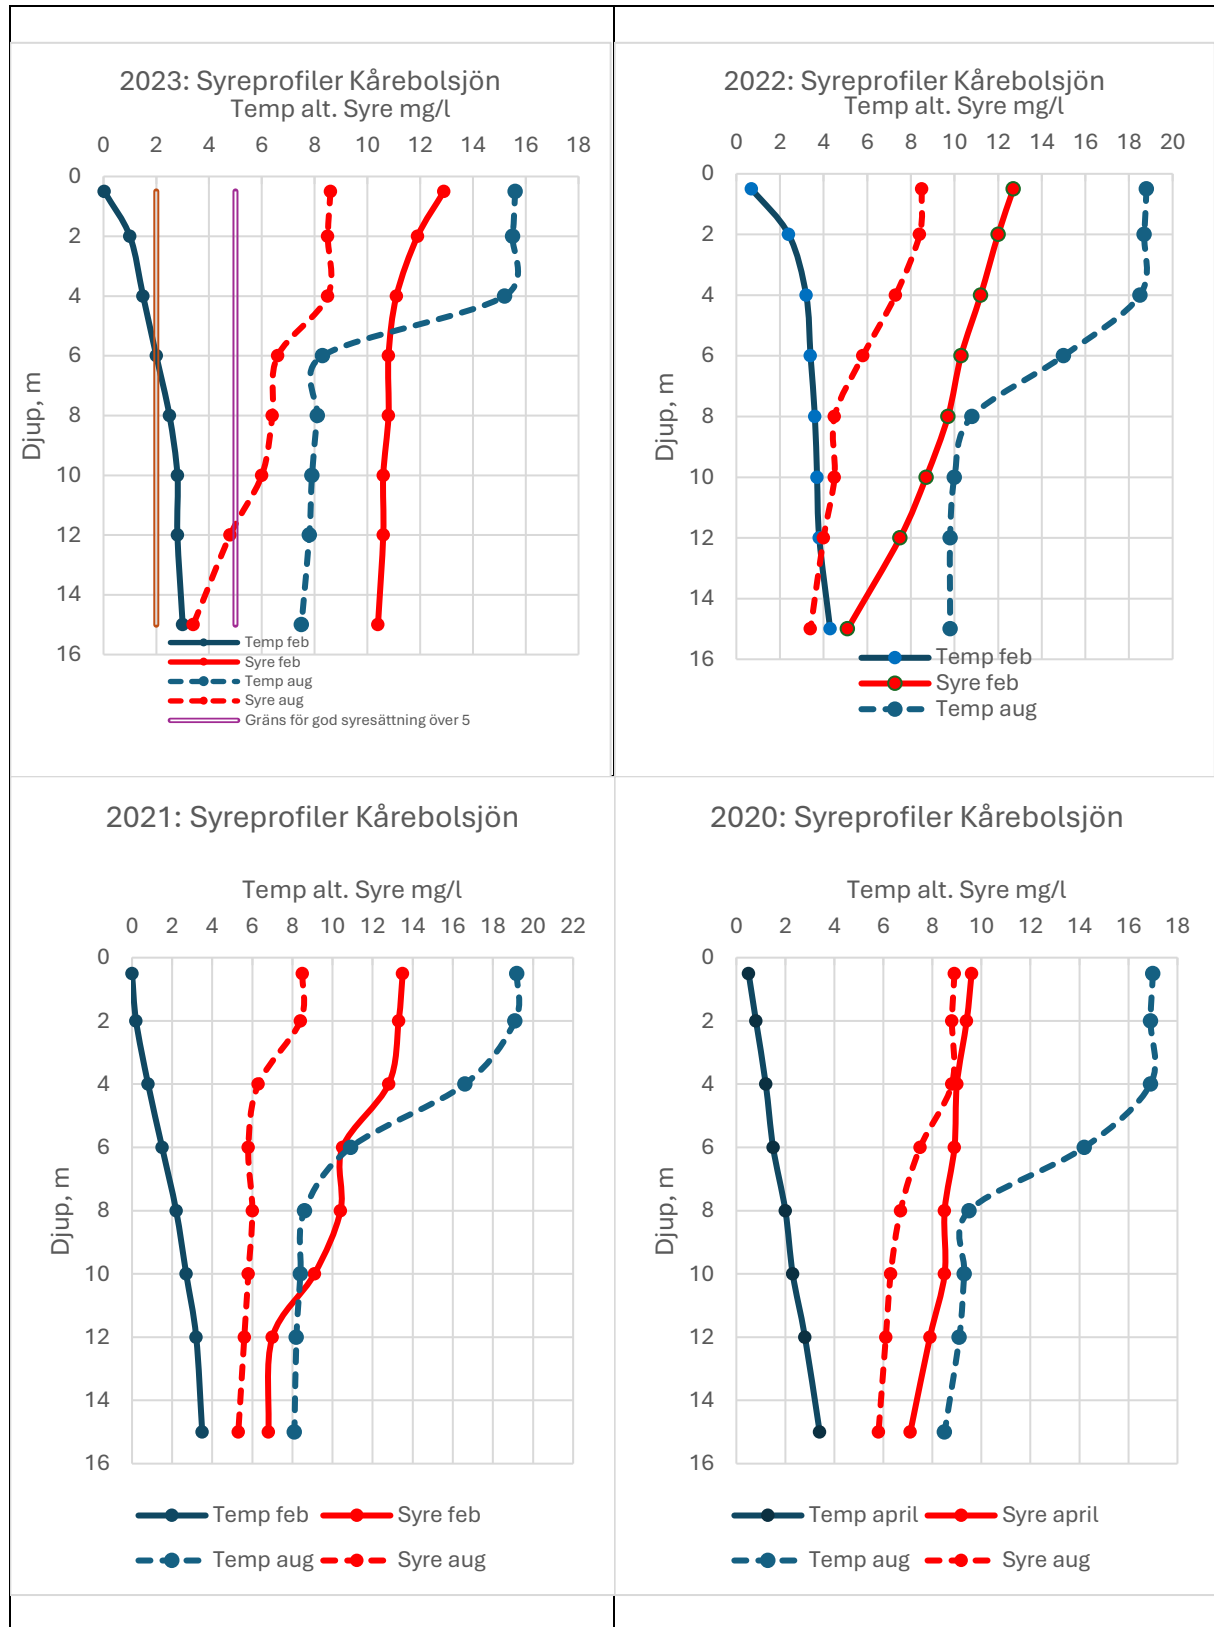 2023: Syreprofiler Kårebolsjön
Temp alt. Syre mg/l
0 2 4 6 8 10 12 14 16 18
0
2
4
6
8
10
12
14
16
Djup, m
Temp feb
Syre feb
Temp aug
Syre aug
Gräns för god syresättning över 5
2022: Syreprofiler Kårebolsjön
Temp alt. Syre mg/l
0 2 4 6 8 10 12 14 16 18 20
0
2
4
6
8
10
12
14
16
Djup, m
Temp feb
Syre feb
Temp aug
2021: Syreprofiler Kårebolsjön
Temp alt. Syre mg/l
0 2 4 6 8 10 12 14 16 18 20 22
0
2
4
6
8
10
12
14
16
Djup, m
Temp feb Syre feb
Temp aug Syre aug
2020: Syreprofiler Kårebolsjön
Temp alt. Syre mg/l
0 2 4 6 8 10 12 14 16 18
0
2
4
6
8
10
12
14
16
Djup, m
Temp april Syre april
Temp aug Syre aug